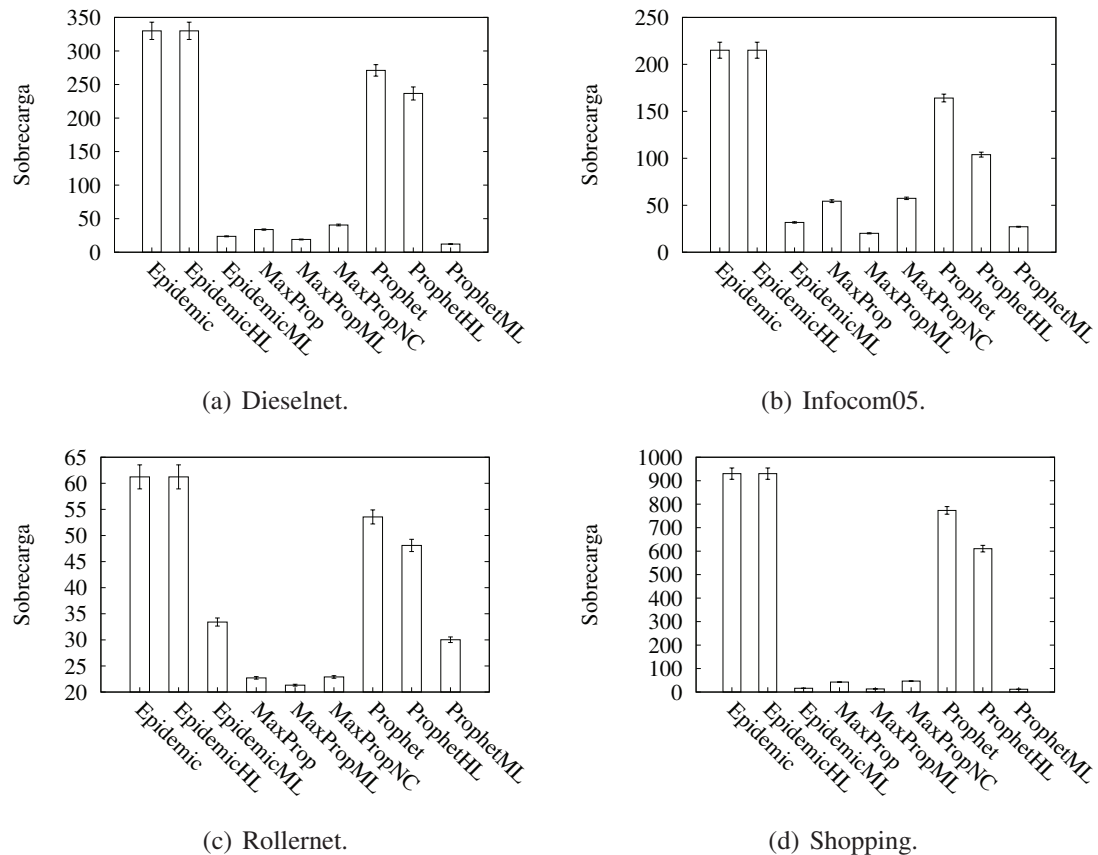 350
300
250
200
150
100
50
0
Sobrecarga
Epidemic
EpidemicHL
EpidemicML
MaxProp
MaxPropML
MaxPropNC
Prophet
ProphetHL
ProphetML
(a) Dieselnet.
250
200
150
100
50
0
Sobrecarga
Epidemic
EpidemicHL
EpidemicML
MaxProp
MaxPropML
MaxPropNC
Prophet
ProphetHL
ProphetML
(b) Infocom05.
65
60
55
50
45
40
35
30
25
20
Sobrecarga
Epidemic
EpidemicHL
EpidemicML
MaxProp
MaxPropML
MaxPropNC
Prophet
ProphetHL
ProphetML
(c) Rollernet.
1000
900
800
700
600
500
400
300
200
100
0
Sobrecarga
Epidemic
EpidemicHL
EpidemicML
MaxProp
MaxPropML
MaxPropNC
Prophet
ProphetHL
ProphetML
(d) Shopping.